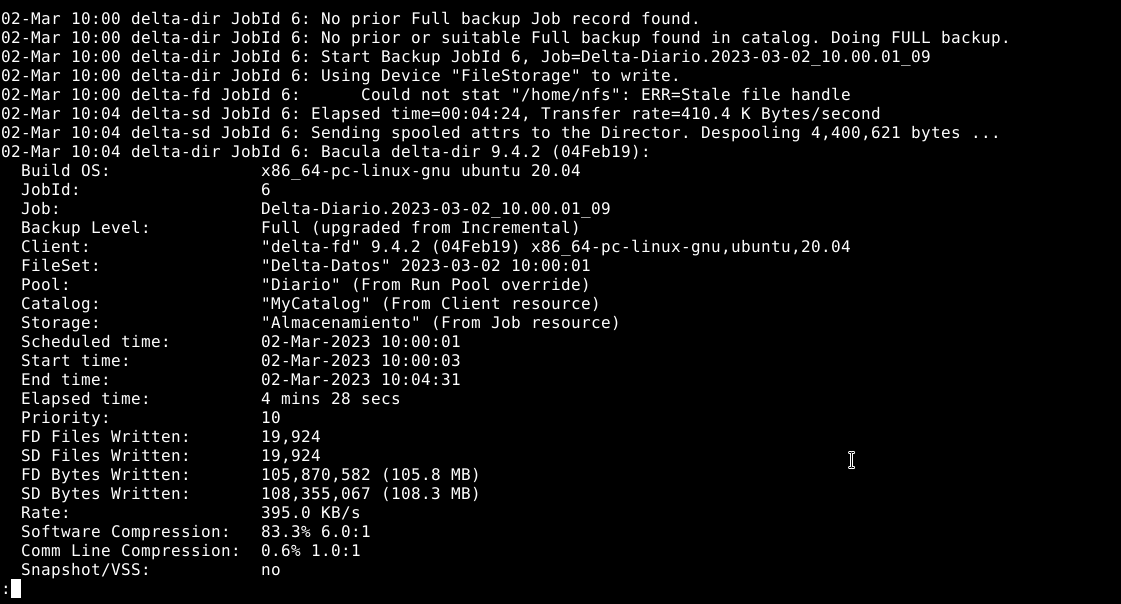 02-Mar 10:00 delta-dir JobId 6: No prior Full backup Job record found.
02-Mar 10:00 delta-dir JobId 6: No prior or suitable Full backup found in catalog. Doing FULL backup.
02-Mar 10:00 delta-dir JobId 6: Start Backup JobId 6, Job=Delta-Diario.2023-03-02_10.00.01_09
02-Mar 10:00 delta-dir JobId 6: Using Device "FileStorage" to write.
02-Mar 10:00 delta-fd JobId 6:      Could not stat "/home/nfs": ERR=Stale file handle
02-Mar 10:04 delta-sd JobId 6: Elapsed time=00:04:24, Transfer rate=410.4 K Bytes/second
02-Mar 10:04 delta-sd JobId 6: Sending spooled attrs to the Director. Despooling 4,400,621 bytes ...
02-Mar 10:04 delta-dir JobId 6: Bacula delta-dir 9.4.2 (04Feb19):
  Build OS:               x86_64-pc-linux-gnu ubuntu 20.04
  JobId:                  6
  Job:                    Delta-Diario.2023-03-02_10.00.01_09
  Backup Level:           Full (upgraded from Incremental)
  Client:                 "delta-fd" 9.4.2 (04Feb19) x86_64-pc-linux-gnu,ubuntu,20.04
  FileSet:                "Delta-Datos" 2023-03-02 10:00:01
  Pool:                   "Diario" (From Run Pool override)
  Catalog:                "MyCatalog" (From Client resource)
  Storage:                "Almacenamiento" (From Job resource)
  Scheduled time:         02-Mar-2023 10:00:01
  Start time:             02-Mar-2023 10:00:03
  End time:               02-Mar-2023 10:04:31
  Elapsed time:           4 mins 28 secs
  Priority:               10
  FD Files Written:       19,924
  SD Files Written:       19,924
  FD Bytes Written:       105,870,582 (105.8 MB)
  SD Bytes Written:       108,355,067 (108.3 MB)
  Rate:                   395.0 KB/s
  Software Compression:   83.3% 6.0:1
  Comm Line Compression:  0.6% 1.0:1
  Snapshot/VSS:           no
: